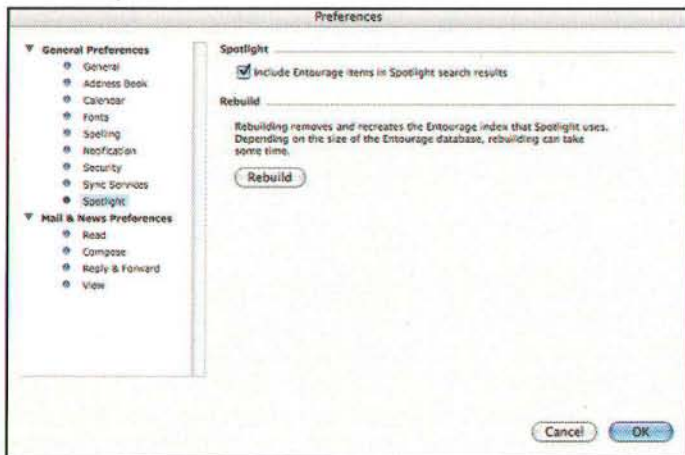 Preferences
General Preferences
General
Address Book
Calendar
Fonts
Spelling
Notification
Security
Sync Services
Spotlight
Mail & News Preferences
Read
Compose
Reply & Forward
View
Spotlight
Include Entourage items in Spotlight search results
Rebuild
Rebuilding removes and recreates the Entourage index that Spotlight uses.
Depending on the size of the Entourage database, rebuilding can take
some time.
Rebuild
Cancel
OK